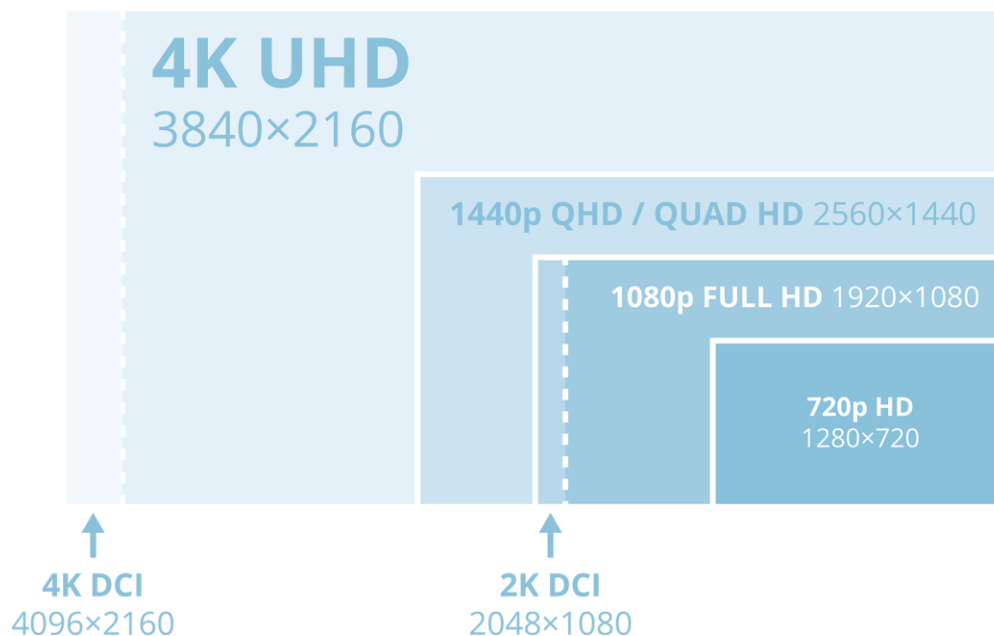 4K UHD
3840×2160
1440p QHD / QUAD HD 2560×1440
1080p FULL HD 1920×1080
720p HD
1280×720
4K DCI
4096×2160
2K DCI
2048×1080